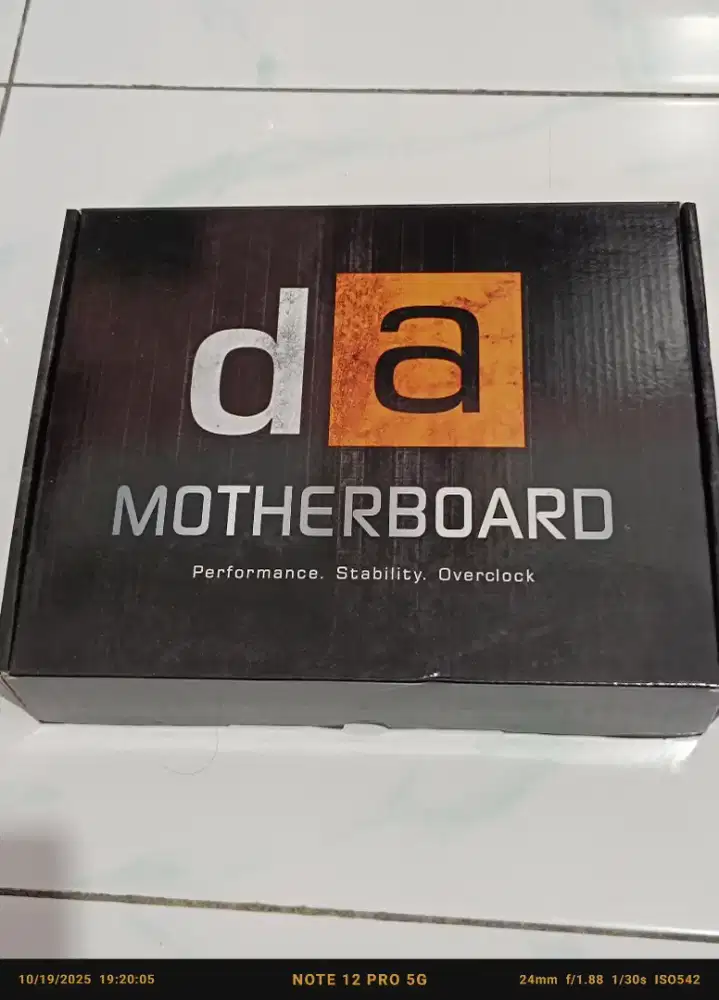 da
MOTHERBOARD
Performance. Stability. Overclock
10/19/2025 19:20:05 NOTE 12 PRO 5G 24mm f/1.88 1/30s ISO542